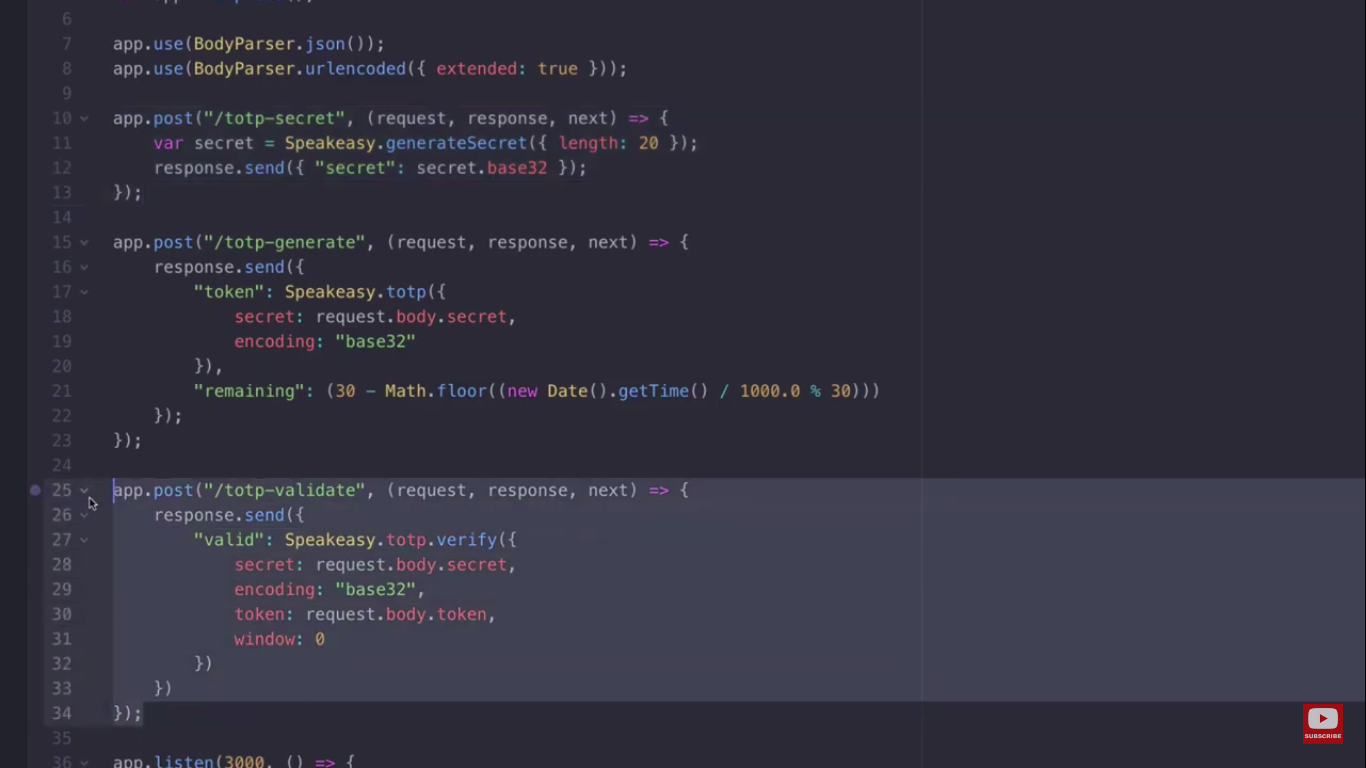 6
7 app.use(BodyParser.json());
8 app.use(BodyParser.urlencoded({ extended: true }));
9
10 app.post("/totp-secret", (request, response, next) => {
11 var secret = Speakeasy.generateSecret({ length: 20 });
12 response.send({ "secret": secret.base32 });
13 });
14
15 app.post("/totp-generate", (request, response, next) => {
16 response.send({
17 "token": Speakeasy.totp({
18 secret: request.body.secret,
19 encoding: "base32"
20 }),
21 "remaining": (30 - Math.floor((new Date().getTime() / 1000.0 % 30)))
22 });
23 });
24
25 app.post("/totp-validate", (request, response, next) => {
26 response.send({
27 "valid": Speakeasy.totp.verify({
28 secret: request.body.secret,
29 encoding: "base32",
30 token: request.body.token,
31 window: 0
32 })
33 })
34 });
35
36 app.listen(3000, () => {
SUBSCRIBE